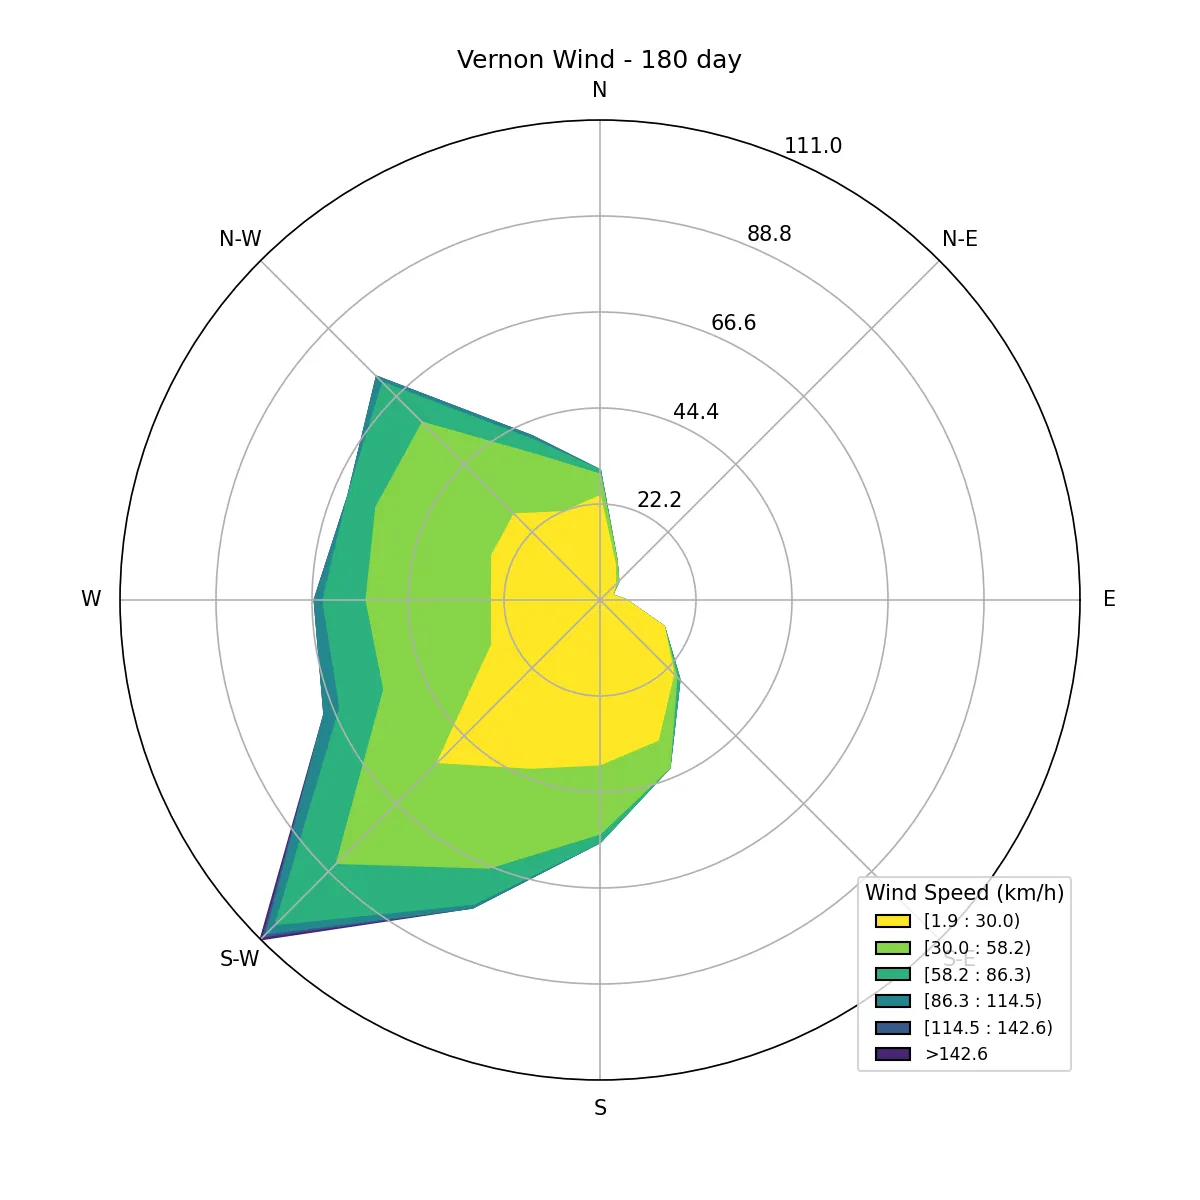 Vernon Wind - 180 day
N
111.0
N-W
88.8
N-E
66.6
44.4
22.2
W
E
Wind Speed (km/h)
[1.9 : 30.0)
[30.0 : 58.2)
S-W
S-E
[58.2 : 86.3)
[86.3 : 114.5)
[114.5 : 142.6)
>142.6
S